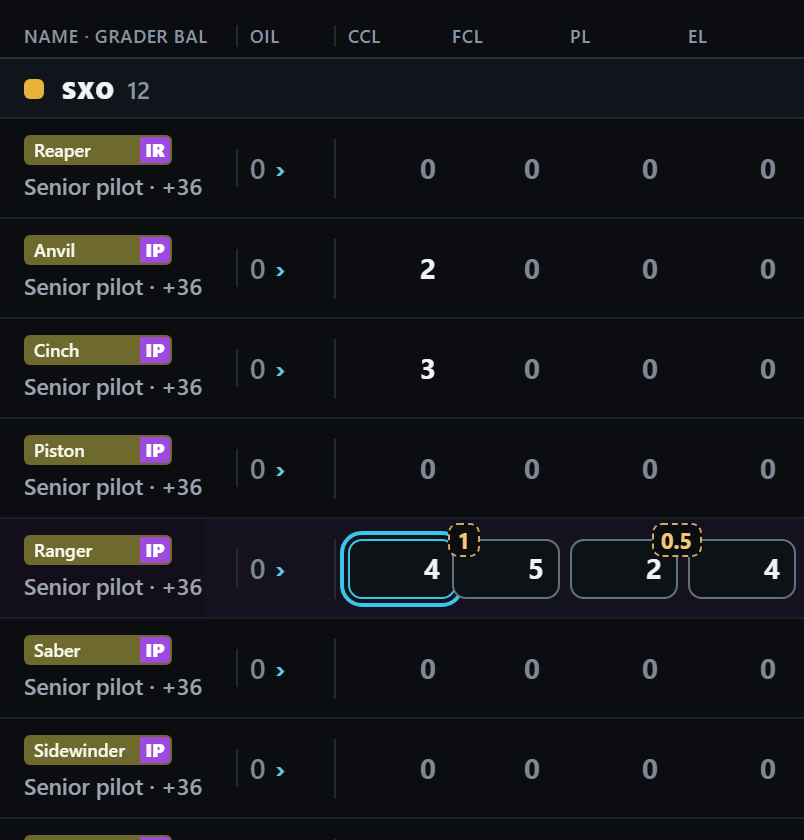 NAME · GRADER BAL OIL CCL FCL PL EL
SXO 12
Reaper IR
Senior pilot · +36 0 › 0 0 0 0
Anvil IP
Senior pilot · +36 0 › 2 0 0 0
Cinch IP
Senior pilot · +36 0 › 3 0 0 0
Piston IP
Senior pilot · +36 0 › 0 0 0 0
Ranger IP 1 0.5
Senior pilot · +36 0 › 4 5 2 4
Saber IP
Senior pilot · +36 0 › 0 0 0 0
Sidewinder IP
Senior pilot · +36 0 › 0 0 0 0